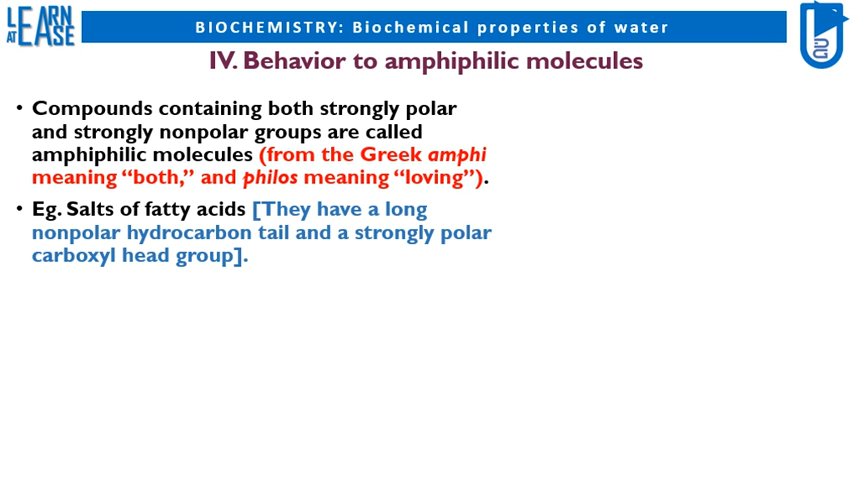 LEARN
AT EASE
BIOCHEMISTRY: Biochemical properties of water
IV. Behavior to amphiphilic molecules
• Compounds containing both strongly polar
and strongly nonpolar groups are called
amphiphilic molecules (from the Greek amphi
meaning “both,” and philos meaning “loving”).
• Eg. Salts of fatty acids [They have a long
nonpolar hydrocarbon tail and a strongly polar
carboxyl head group].